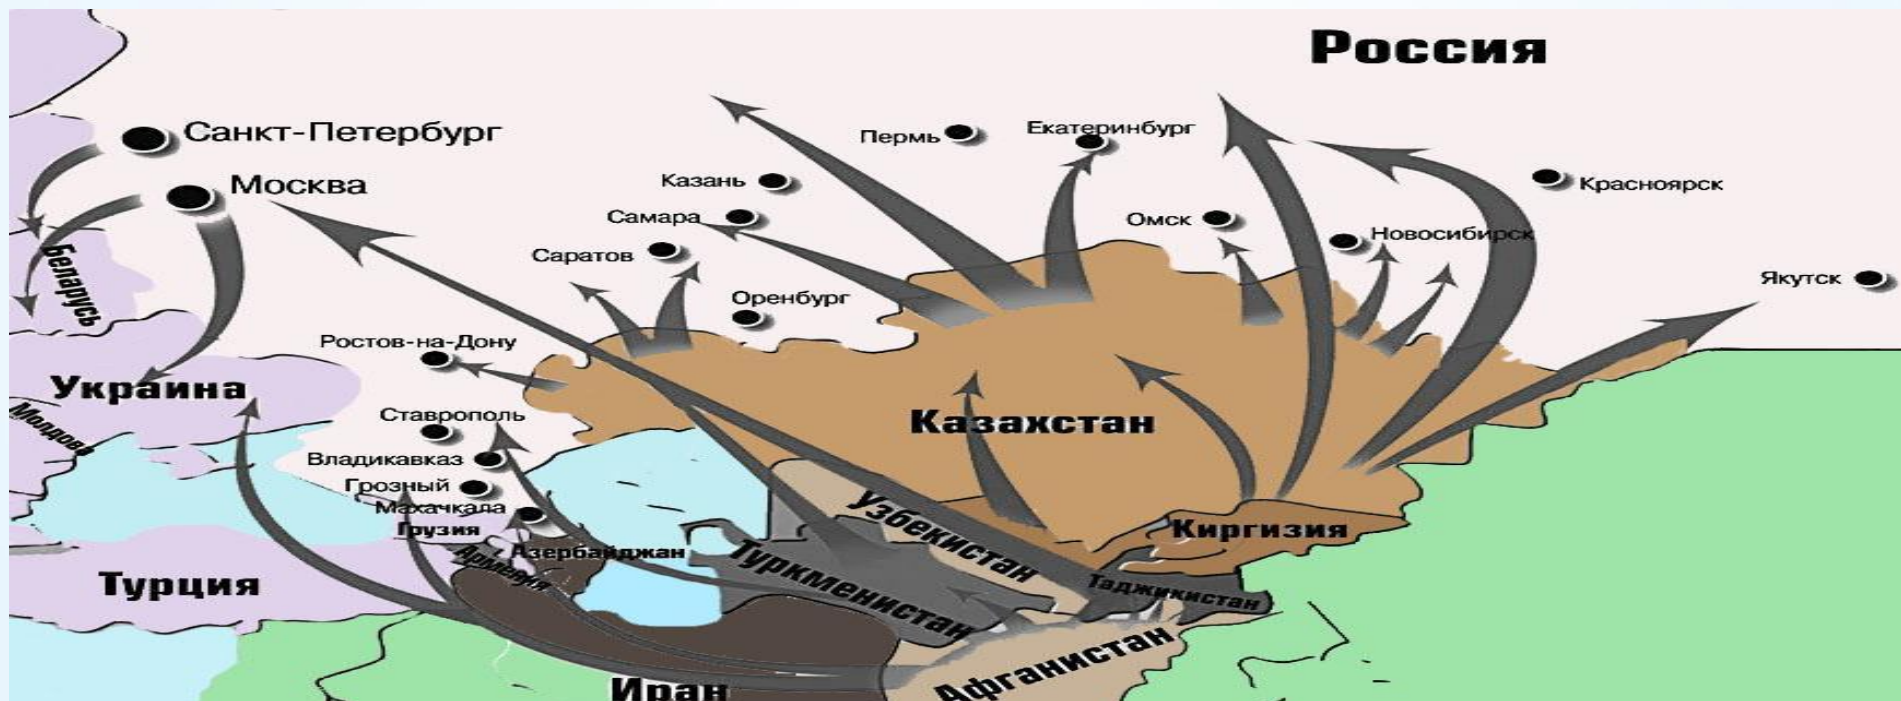 Россия
Санкт-Петербург
Пермь
Екатеринбург
Москва
Казань
Красноярск
Самара
Омск
Новосибирск
Саратов
Беларусь
Якутск
Оренбург
Ростов-на-Дону
Украина
Молдова
Ставрополь
Казахстан
Владикавказ
Грозный
Махачкала
Грузия
Узбекистан
Киргизия
Армения
Азербайджан
Туркменистан
Таджикистан
Турция
Иран
Афганистан